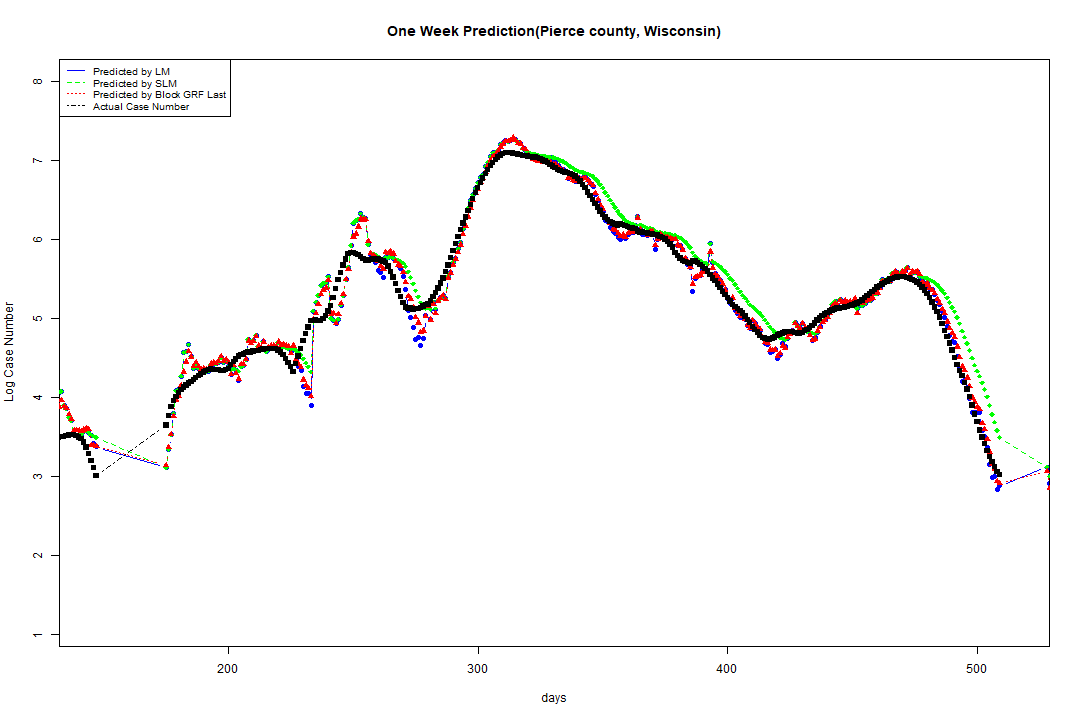 One Week Prediction(Pierce county, Wisconsin)
Predicted by LM
Predicted by SLM
Predicted by Block GRF Last
Actual Case Number
8
7
6
5
4
3
2
1
Log Case Number
200
300
400
500
days